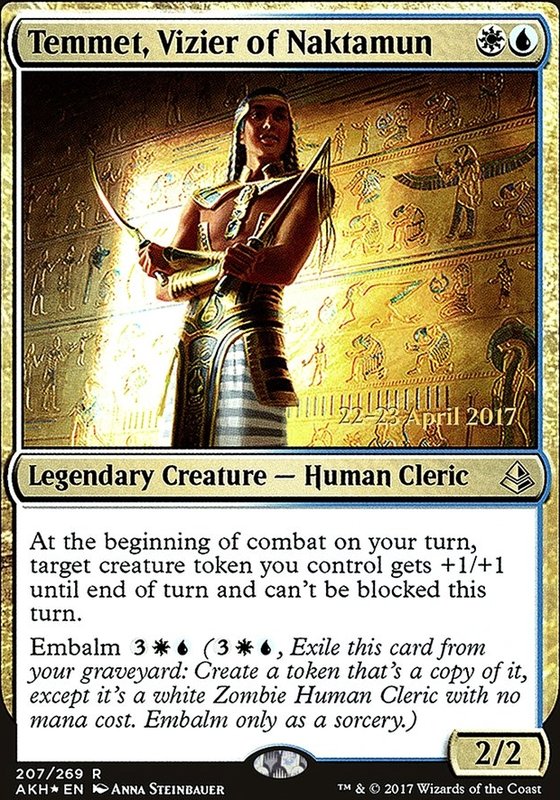 Temmet, Vizier of Naktamun
22–23 April 2017
Legendary Creature — Human Cleric
At the beginning of combat on your turn,
target creature token you control gets +1/+1
until end of turn and can't be blocked this
turn.
Embalm 3 (3, Exile this card from
your graveyard: Create a token that's a copy of it,
except it's a white Zombie Human Cleric with no
mana cost. Embalm only as a sorcery.)
2/2
207/269 R
AKH★EN Anna Steinbauer
™ & © 2017 Wizards of the Coast